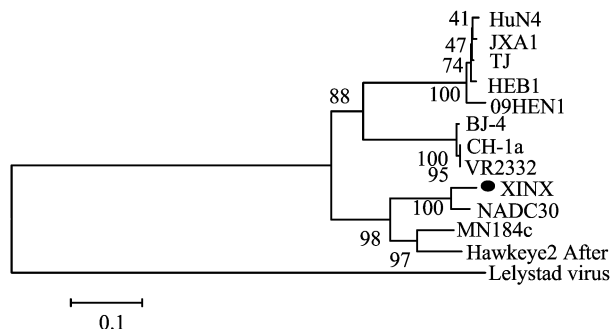 41 HuN4
47 JXA1
TJ
74 HEB1
100 09HEN1
88
BJ-4
100 CH-1a
95 VR2332
XINX
100 NADC30
98 MN184c
97 Hawkeye2 After
Lelystad virus
0.1